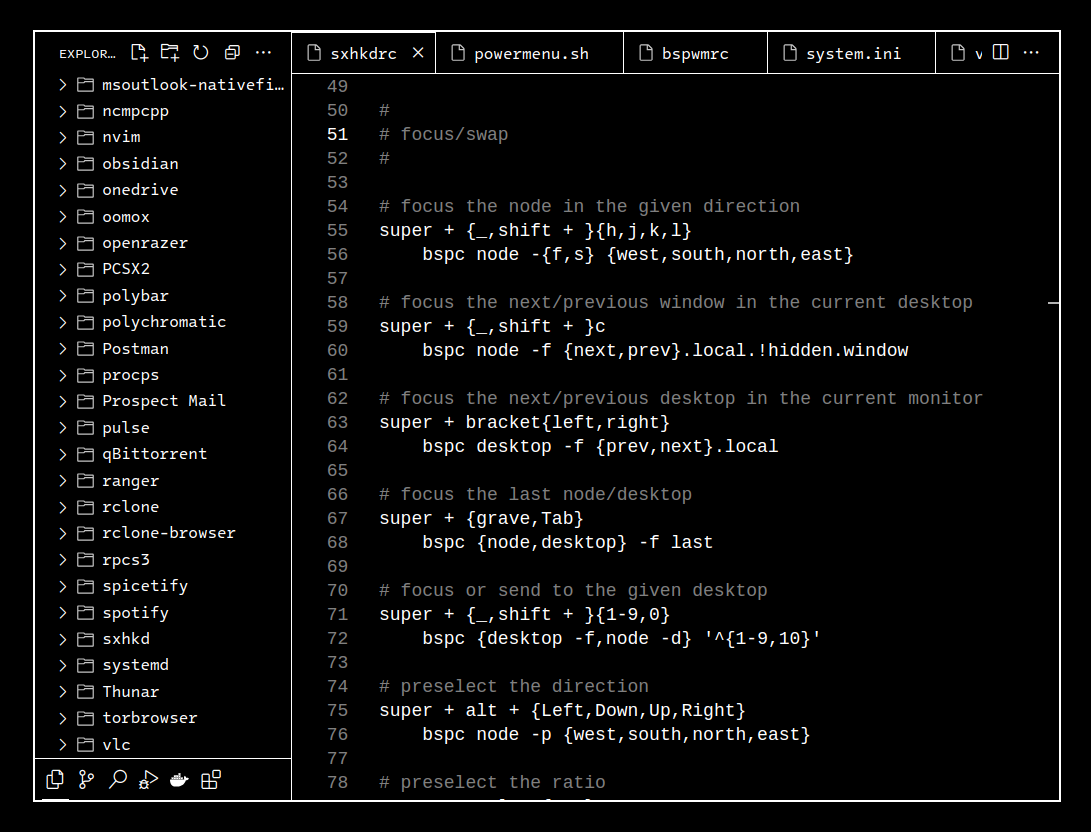 EXPLOR…
msoutlook-nativefi…
ncmpcpp
nvim
obsidian
onedrive
oomox
openrazer
PCSX2
polybar
polychromatic
Postman
procps
Prospect Mail
pulse
qBittorrent
ranger
rclone
rclone-browser
rpcs3
spicetify
spotify
sxhkd
systemd
Thunar
torbrowser
vlc
sxhkdrc
powermenu.sh
bspwmrc
system.ini
49
50 #
51 # focus/swap
52 #
53
54 # focus the node in the given direction
55 super + {_,shift + }{h,j,k,l}
56     bspc node -{f,s} {west,south,north,east}
57
58 # focus the next/previous window in the current desktop
59 super + {_,shift + }c
60     bspc node -f {next,prev}.local.!hidden.window
61
62 # focus the next/previous desktop in the current monitor
63 super + bracket{left,right}
64     bspc desktop -f {prev,next}.local
65
66 # focus the last node/desktop
67 super + {grave,Tab}
68     bspc {node,desktop} -f last
69
70 # focus or send to the given desktop
71 super + {_,shift + }{1-9,0}
72     bspc {desktop -f,node -d} '^{1-9,10}'
73
74 # preselect the direction
75 super + alt + {Left,Down,Up,Right}
76     bspc node -p {west,south,north,east}
77
78 # preselect the ratio